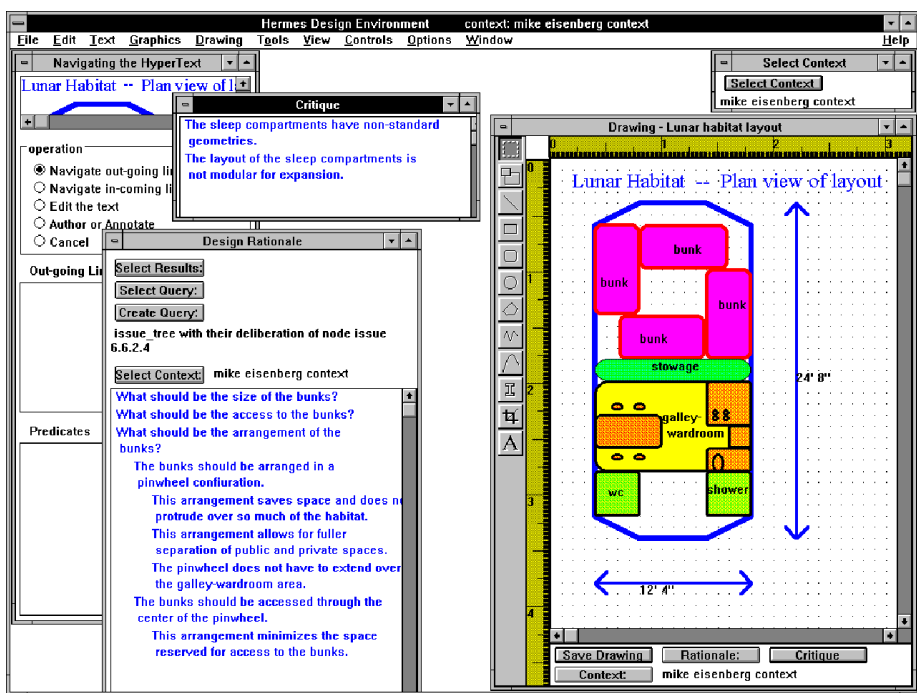 Hermes Design Environment context: mike eisenberg context
File Edit Text Graphics Drawing Tools View Controls Options Window Help
Navigating the HyperText
Lunar Habitat -- Plan view of l
operation
Navigate out-going li
Navigate in-coming li
Edit the text
Author or Annotate
Cancel
Out-going Li
Predicates
Critique
The sleep compartments have non-standard
geometries.
The layout of the sleep compartments is
not modular for expansion.
Design Rationale
Select Results:
Select Query:
Create Query:
issue_tree with their deliberation of node issue
6.6.2.4
Select Context: mike eisenberg context
What should be the size of the bunks?
What should be the access to the bunks?
What should be the arrangement of the
bunks?
The bunks should be arranged in a
pinwheel confiuration.
This arrangement saves space and does no
protrude over so much of the habitat.
This arrangement allows for fuller
separation of public and private spaces.
The pinwheel does not have to extend over
the galley-wardroom area.
The bunks should be accessed through the
center of the pinwheel.
This arrangement minimizes the space
reserved for access to the bunks.
Select Context
Select Context
mike eisenberg context
Drawing - Lunar habitat layout
0 1 2 3
0
1
2
3
4
A
Lunar Habitat -- Plan view of layout
bunk
bunk
bunk
bunk
stowage
24' 8"
galley-
wardroom
wc
shower
12' 4"
Save Drawing Rationale: Critique
Context: mike eisenberg context